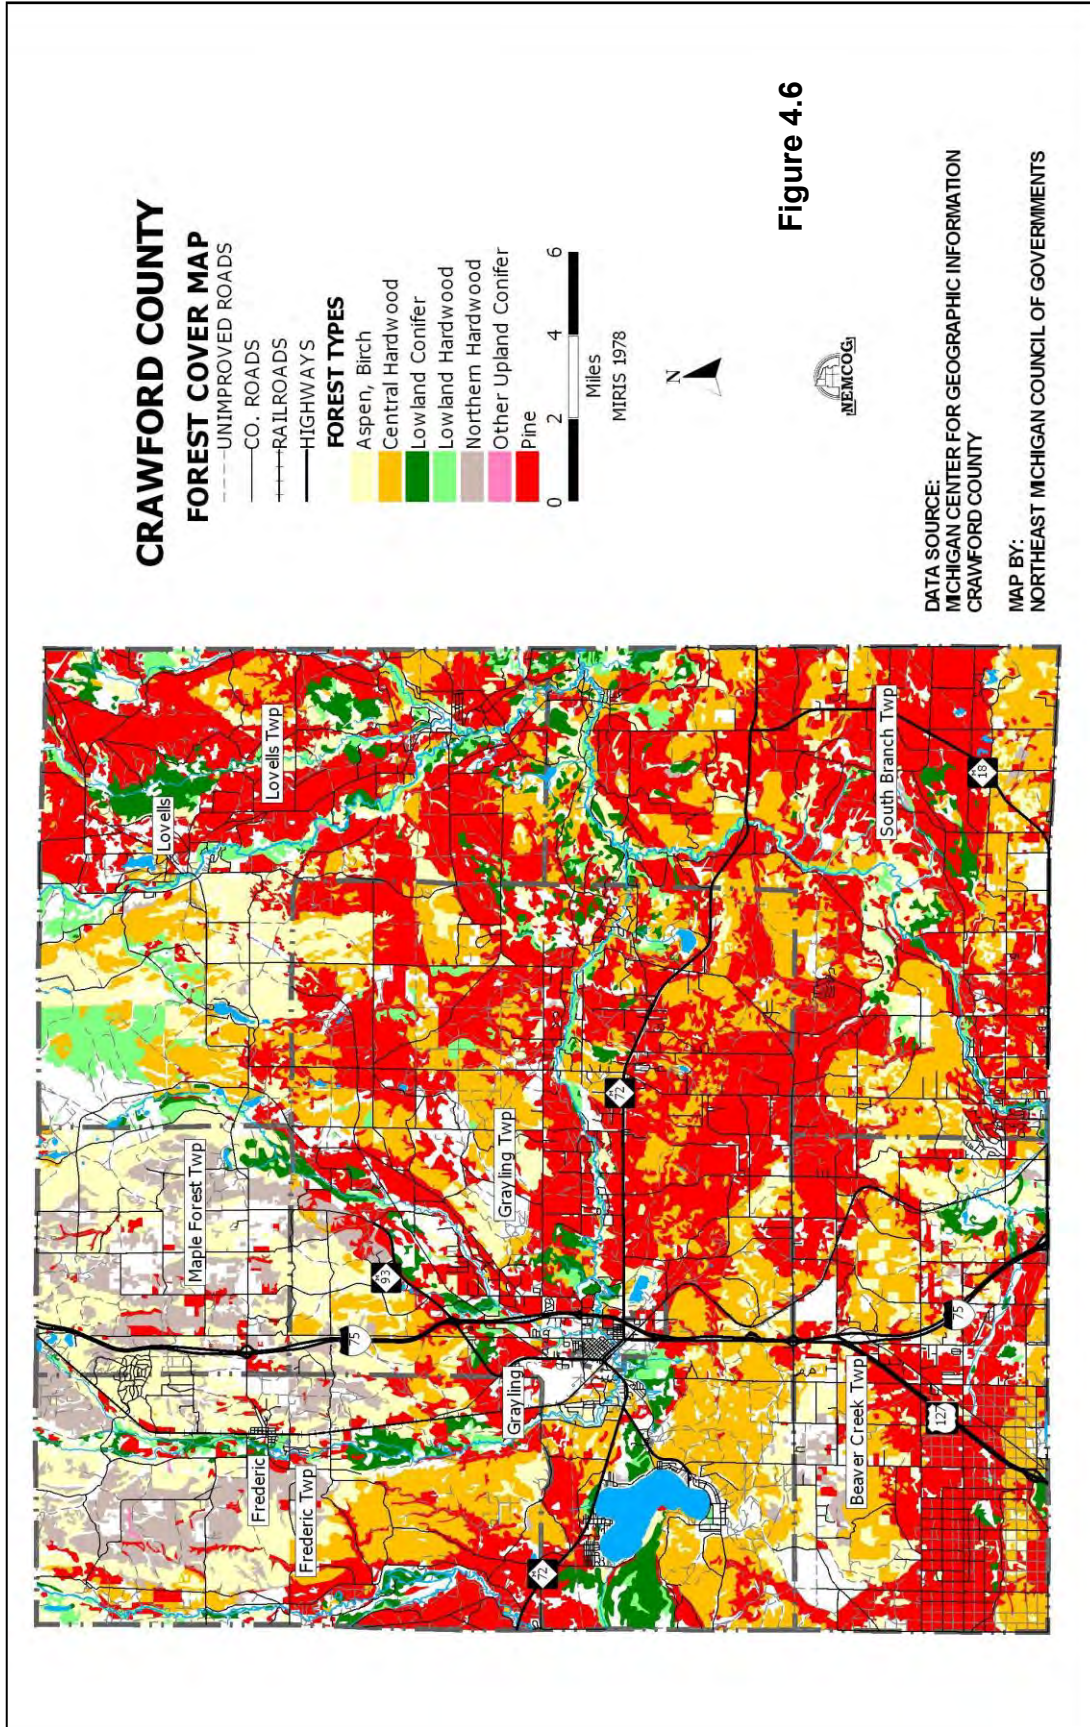 CRAWFORD COUNTY
FOREST COVER MAP
UNIMPROVED ROADS
CO. ROADS
RAILROADS
HIGHWAYS
FOREST TYPES
Aspen, Birch
Central Hardwood
Lowland Conifer
Lowland Hardwood
Northern Hardwood
Other Upland Conifer
Pine
0 2 4 6
Miles
MIRIS 1978
N
NEMCOG
Figure 4.6
DATA SOURCE:
MICHIGAN CENTER FOR GEOGRAPHIC INFORMATION
CRAWFORD COUNTY
MAP BY:
NORTHEAST MICHIGAN COUNCIL OF GOVERNMENTS
Lovells
Lovells Twp
Maple Forest Twp
Frederic
Frederic Twp
75
M 93
Grayling Twp
Grayling
M 72
M 72
South Branch Twp
M 18
Beaver Creek Twp
127
75